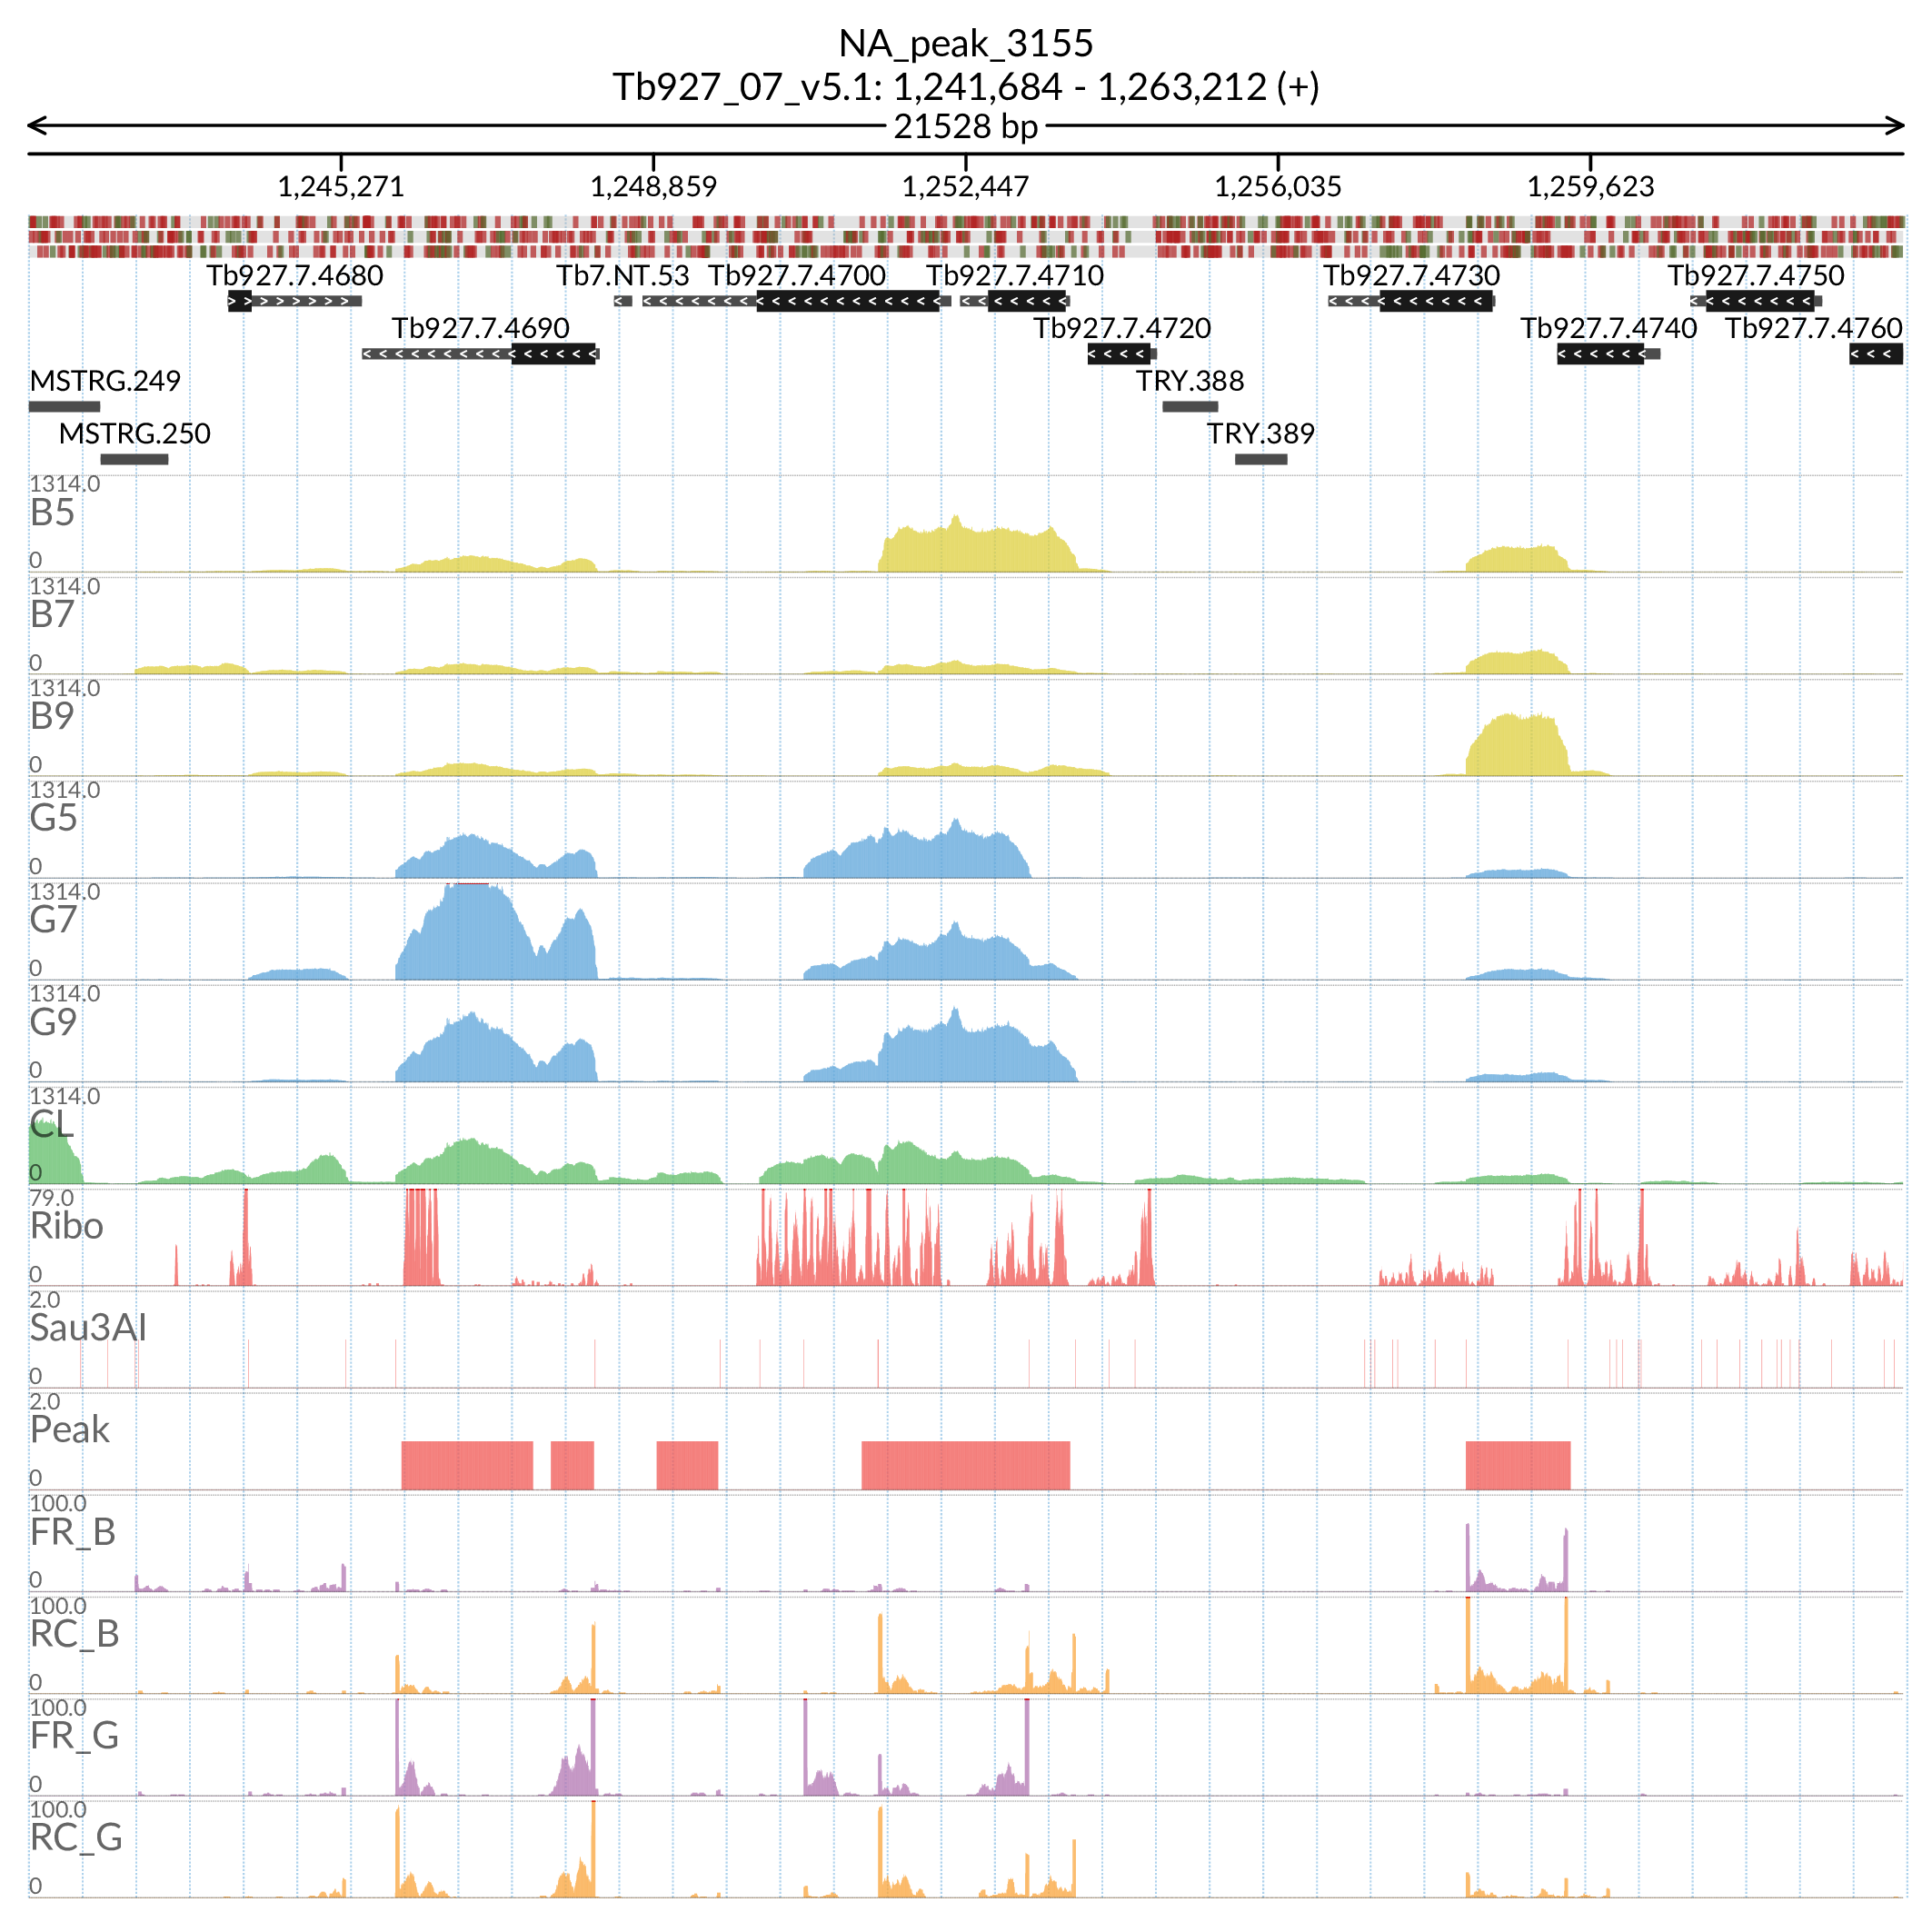 NA_peak_3155
Tb927_07_v5.1: 1,241,684 - 1,263,212 (+)
21528 bp
1,245,271 1,248,859 1,252,447 1,256,035 1,259,623
Tb927.7.4680 Tb7.NT.53 Tb927.7.4700 Tb927.7.4710 Tb927.7.4730 Tb927.7.4750
Tb927.7.4690 Tb927.7.4720 Tb927.7.4740 Tb927.7.4760
MSTRG.249 TRY.388
MSTRG.250 TRY.389
1314.0
B5
0
1314.0
B7
0
1314.0
B9
0
1314.0
G5
0
1314.0
G7
0
1314.0
G9
0
1314.0
CL
0
79.0
Ribo
0
2.0
Sau3AI
0
2.0
Peak
0
100.0
FR_B
0
100.0
RC_B
0
100.0
FR_G
0
100.0
RC_G
0